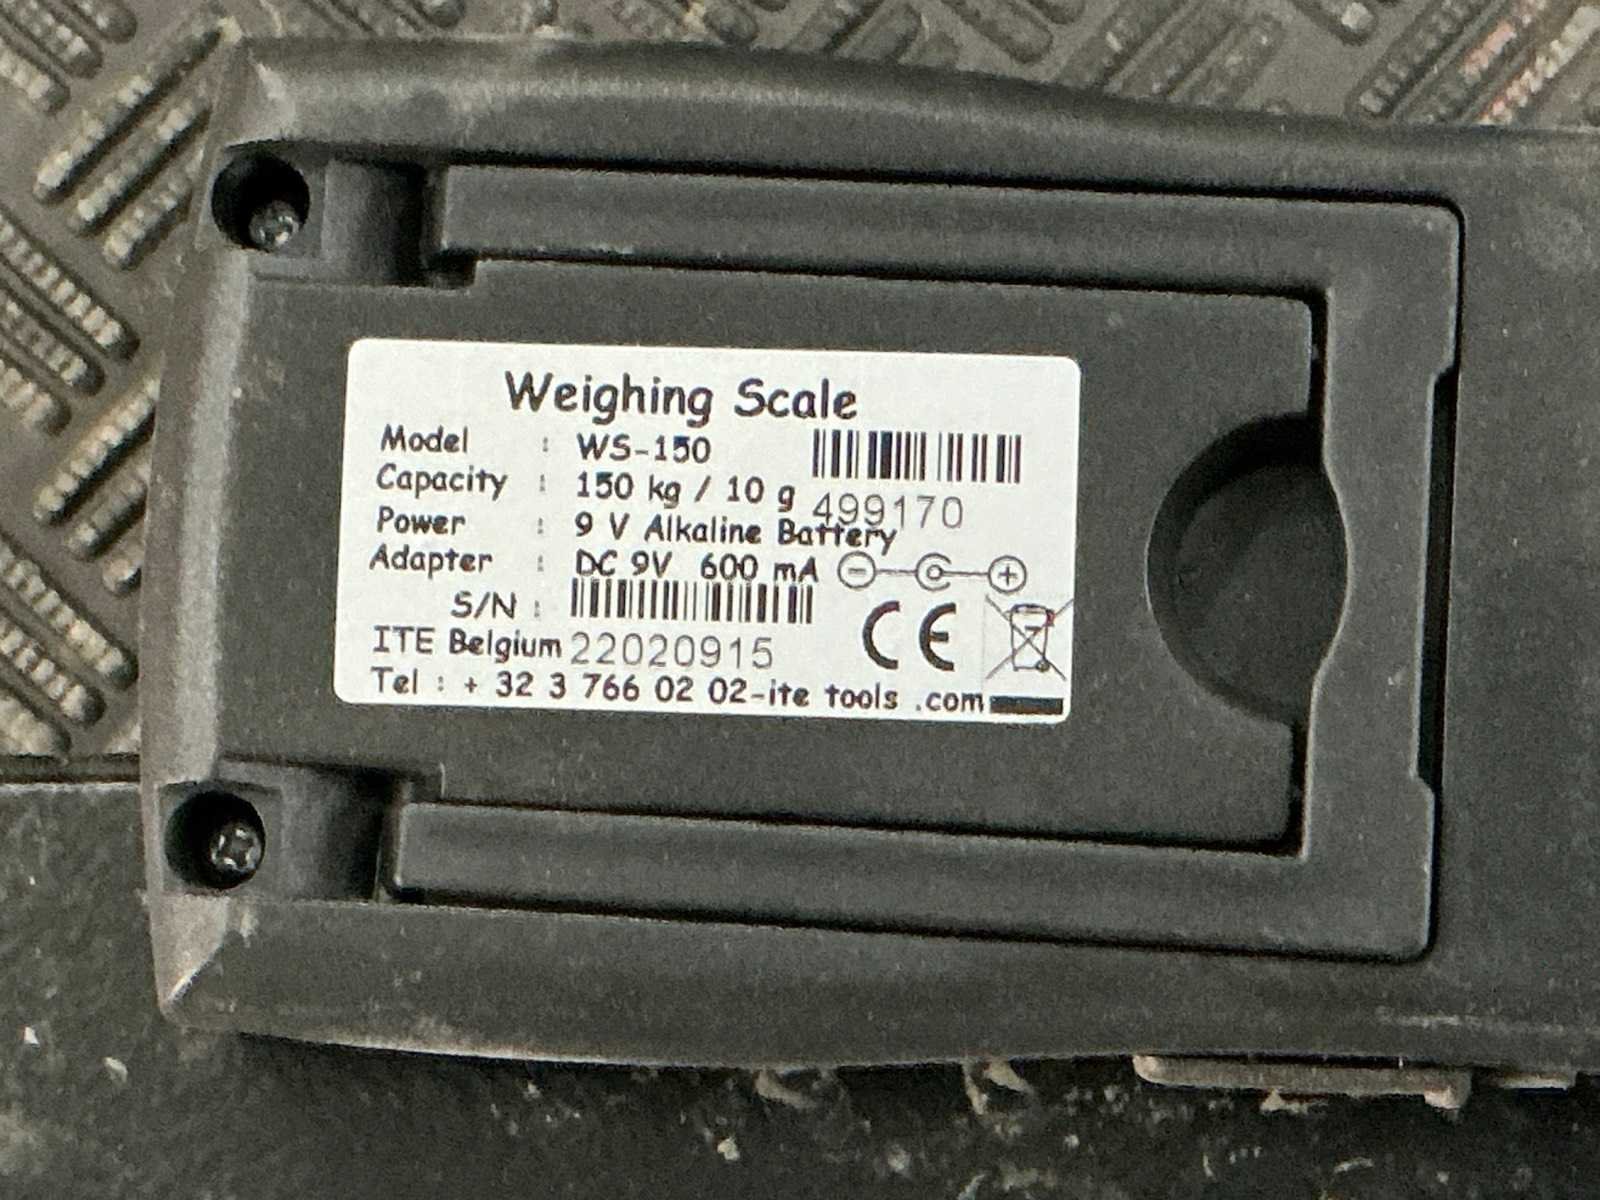 Weighing Scale
Model : WS-150
Capacity : 150 kg / 10 g
499170
Power : 9 V Alkaline Battery
Adapter : DC 9V 600 mA - +
S/N :
CE
ITE Belgium 22020915
Tel : + 32 3 766 02 02-ite tools .com